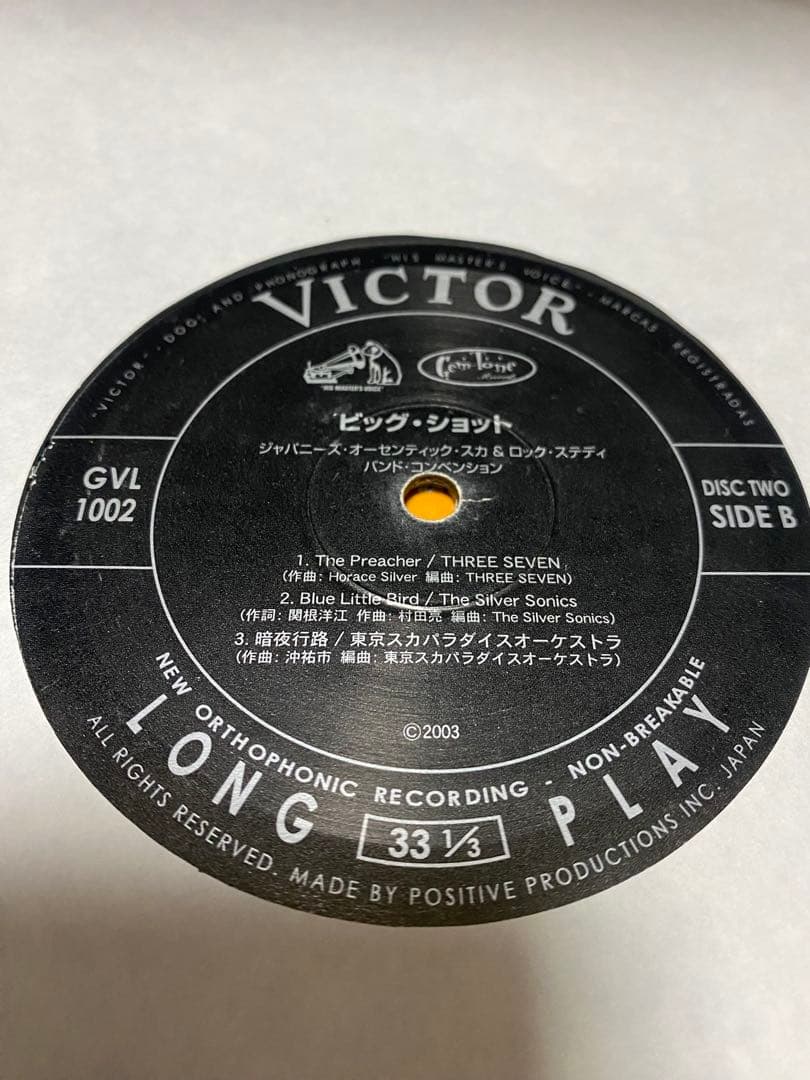 "VICTOR" - DOG! AND PHONOGRAPH - "HIS MASTER'S VOICE" - MARCAS REGISTRADAS
VICTOR
"HIS MASTER'S VOICE"
Gem-Tone
Records
ビッグ・ショット
ジャパニーズ・オーセンティック・スカ & ロック・ステディ
バンド・コンベンション
GVL
1002
DISC TWO
SIDE B
1. The Preacher / THREE SEVEN
(作曲: Horace Silver 編曲: THREE SEVEN)
2. Blue Little Bird / The Silver Sonics
(作詞: 関根洋江 作曲: 村田亮 編曲: The Silver Sonics)
3. 暗夜行路 / 東京スカパラダイスオーケストラ
(作曲: 沖祐市 編曲: 東京スカパラダイスオーケストラ)
©2003
NEW ORTHOPHONIC RECORDING - NON-BREAKABLE
LONG 33 1/3 PLAY
ALL RIGHTS RESERVED. MADE BY POSITIVE PRODUCTIONS INC. JAPAN